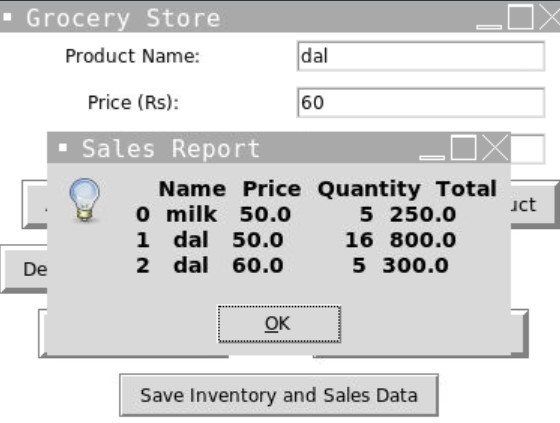 Grocery Store
Product Name: dal
Price (Rs): 60
Sales Report
Name Price Quantity Total
0 milk 50.0 5 250.0
1 dal 50.0 16 800.0
2 dal 60.0 5 300.0
OK
Save Inventory and Sales Data